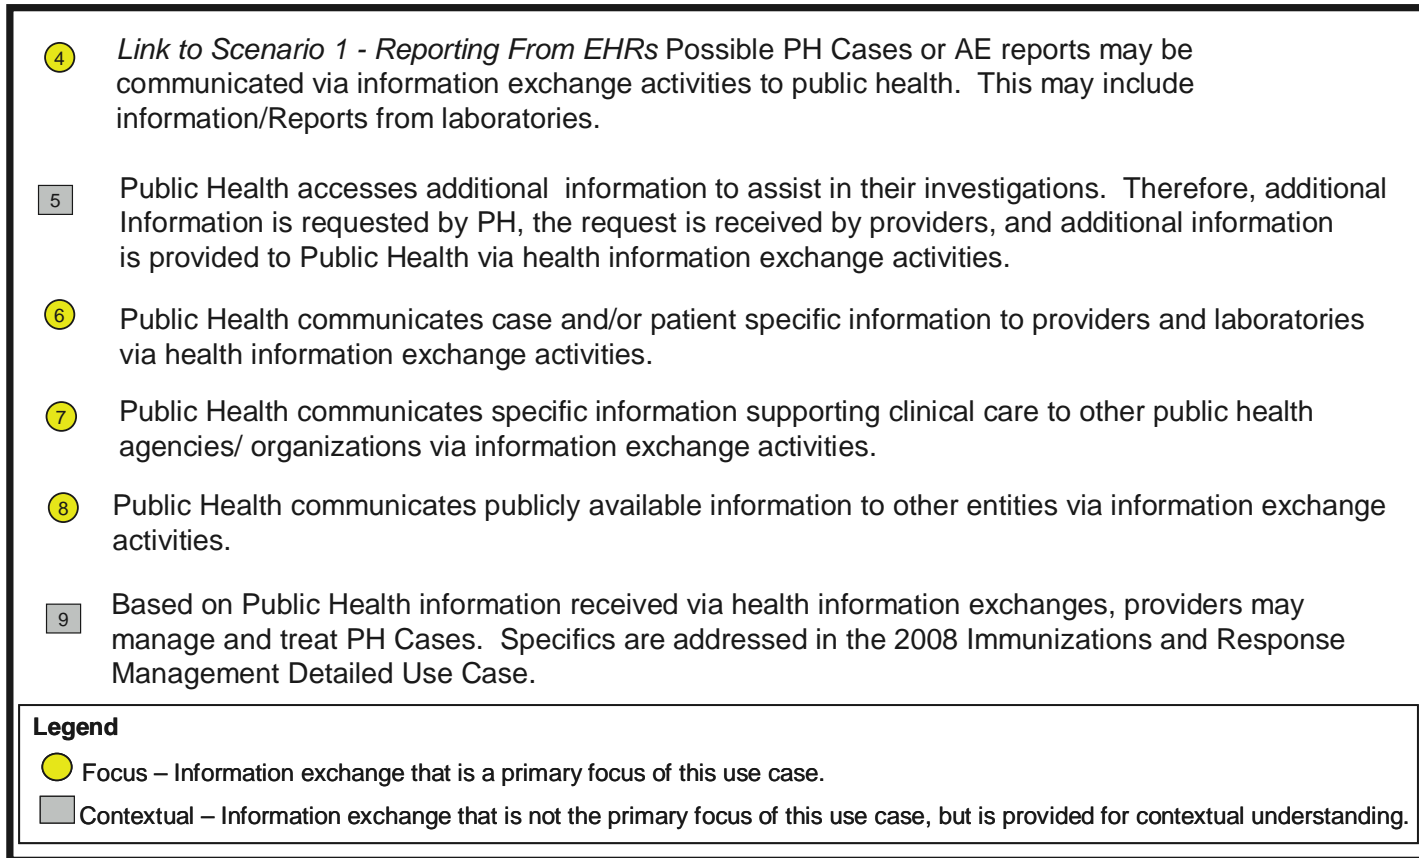 4 Link to Scenario 1 - Reporting From EHRs Possible PH Cases or AE reports may be
communicated via information exchange activities to public health. This may include
information/Reports from laboratories.
5 Public Health accesses additional information to assist in their investigations. Therefore, additional
Information is requested by PH, the request is received by providers, and additional information
is provided to Public Health via health information exchange activities.
6 Public Health communicates case and/or patient specific information to providers and laboratories
via health information exchange activities.
7 Public Health communicates specific information supporting clinical care to other public health
agencies/ organizations via information exchange activities.
8 Public Health communicates publicly available information to other entities via information exchange
activities.
9 Based on Public Health information received via health information exchanges, providers may
manage and treat PH Cases. Specifics are addressed in the 2008 Immunizations and Response
Management Detailed Use Case.
Legend
Focus – Information exchange that is a primary focus of this use case.
Contextual – Information exchange that is not the primary focus of this use case, but is provided for contextual understanding.